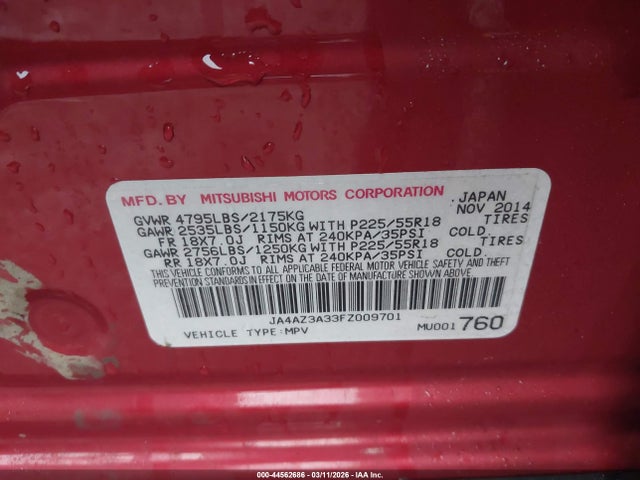 MFD. BY MITSUBISHI MOTORS CORPORATION JAPAN
GVWR 4795LBS/2175KG NOV 2014
GAWR 2535LBS/1150KG WITH P225/55R18 TIRES
FR 18X7.0J RIMS AT 240KPA/35PSI COLD.
GAWR 2756LBS/1250KG WITH P225/55R18 TIRES
RR 18X7.0J RIMS AT 240KPA/35PSI COLD.
THIS VEHICLE CONFORMS TO ALL APPLICABLE FEDERAL MOTOR VEHICLE SAFETY AND THEFT
PREVENTION STANDARDS IN EFFECT ON THE DATE OF MANUFACTURE SHOWN ABOVE.
JA4AZ3A33FZ009701
VEHICLE TYPE:MPV MU001 760
000-44562686 - 03/11/2026 - © IAA, Inc.